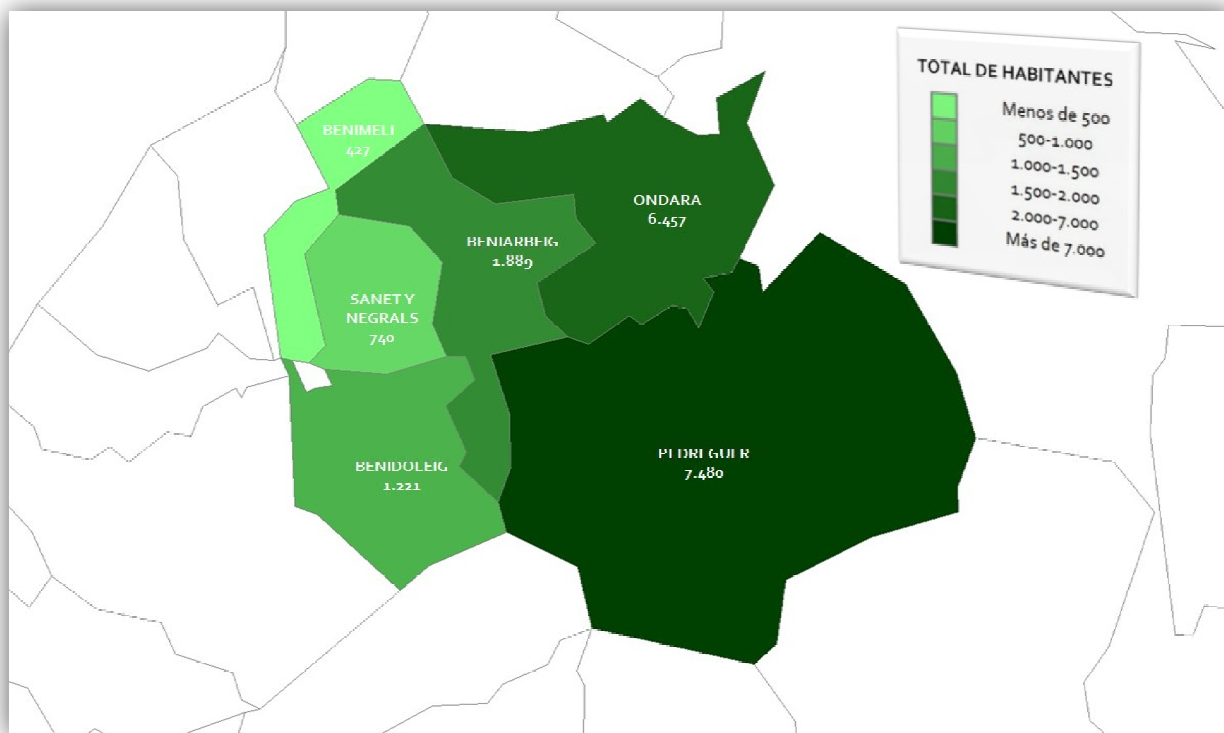 TOTAL DE HABITANTES
Menos de 500
500-1.000
1.000-1.500
1.500-2.000
2.000-7.000
Más de 7.000
BENIMELI
427
ONDARA
6.457
BENIARBEIG
1.889
SANET Y
NEGRALS
740
PEDREGUER
7.480
BENIDOLEIG
1.221